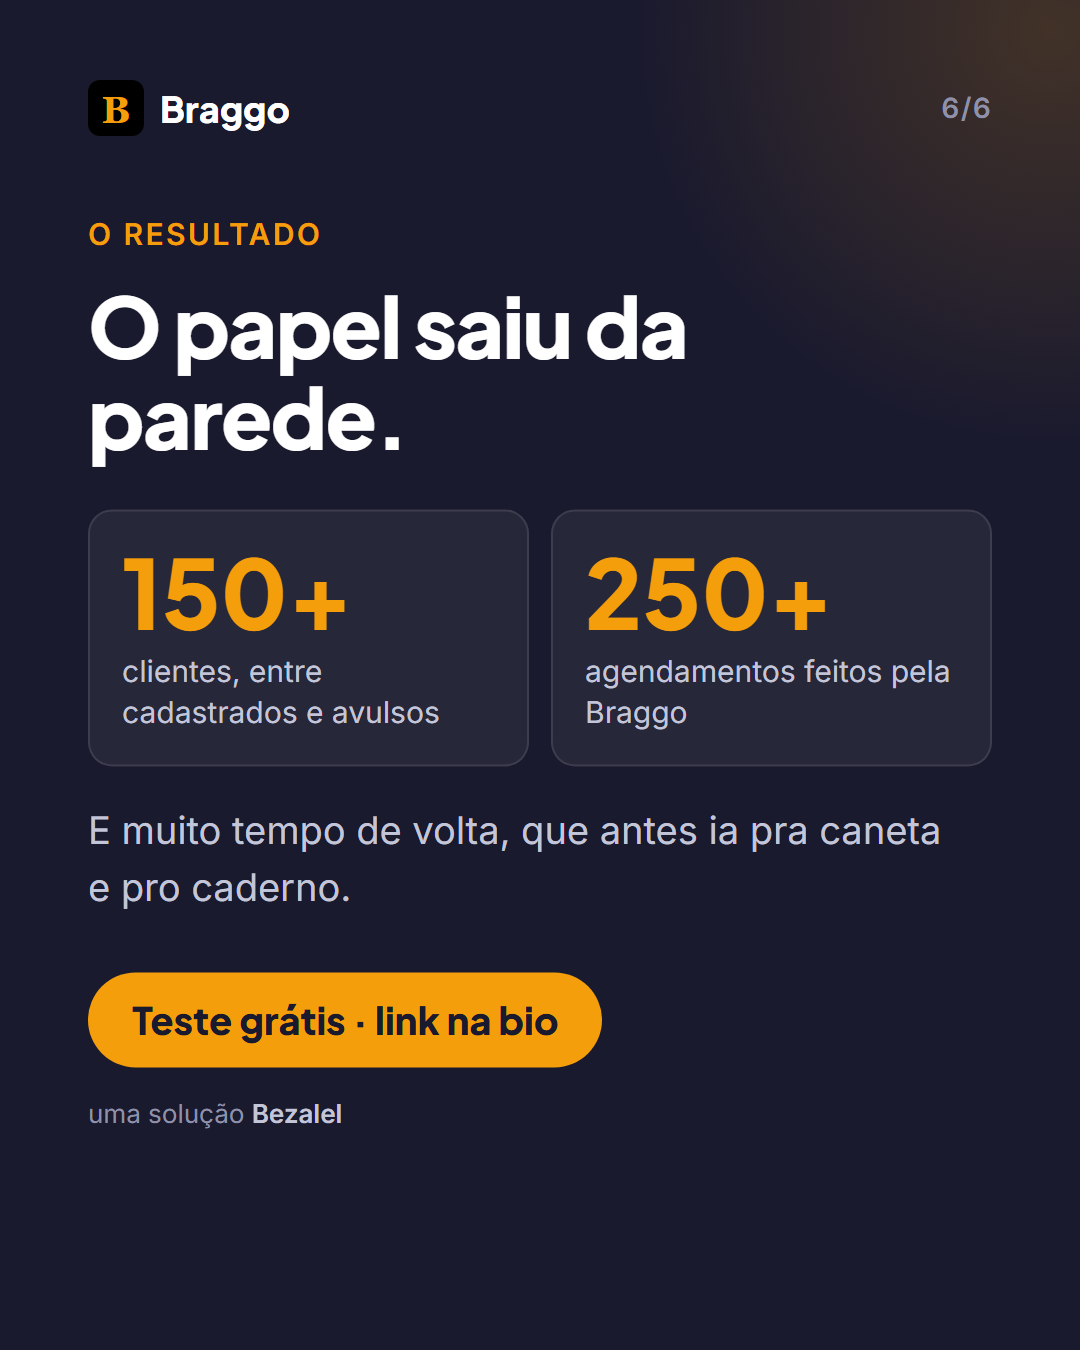 B Braggo
6/6
O RESULTADO
O papel saiu da
parede.
150+
clientes, entre
cadastrados e avulsos
250+
agendamentos feitos pela
Braggo
E muito tempo de volta, que antes ia pra caneta
e pro caderno.
Teste grátis · link na bio
uma solução Bezalel